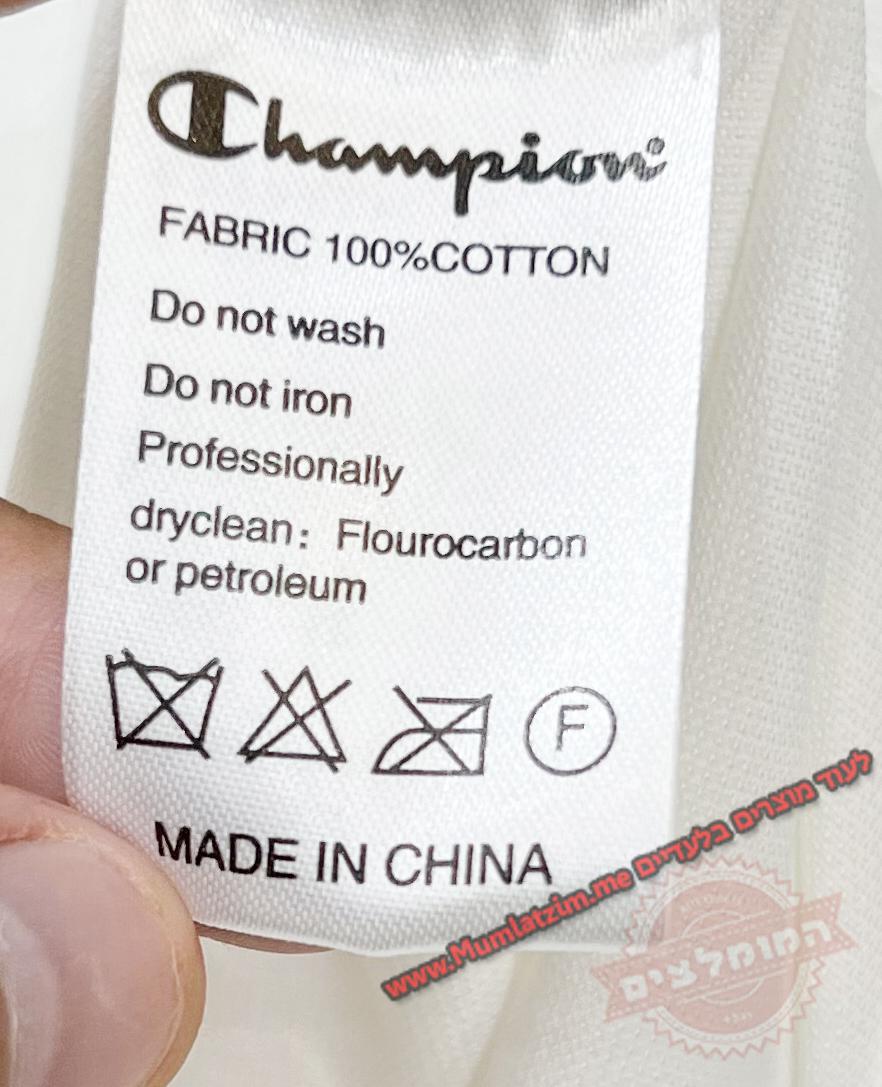 Champion
FABRIC 100%COTTON
Do not wash
Do not iron
Professionally
dryclean: Flourocarbon
or petroleum
F
MADE IN CHINA
www.Mumlatzim.me לעוד מוצרים בלעדיים
המומלצים